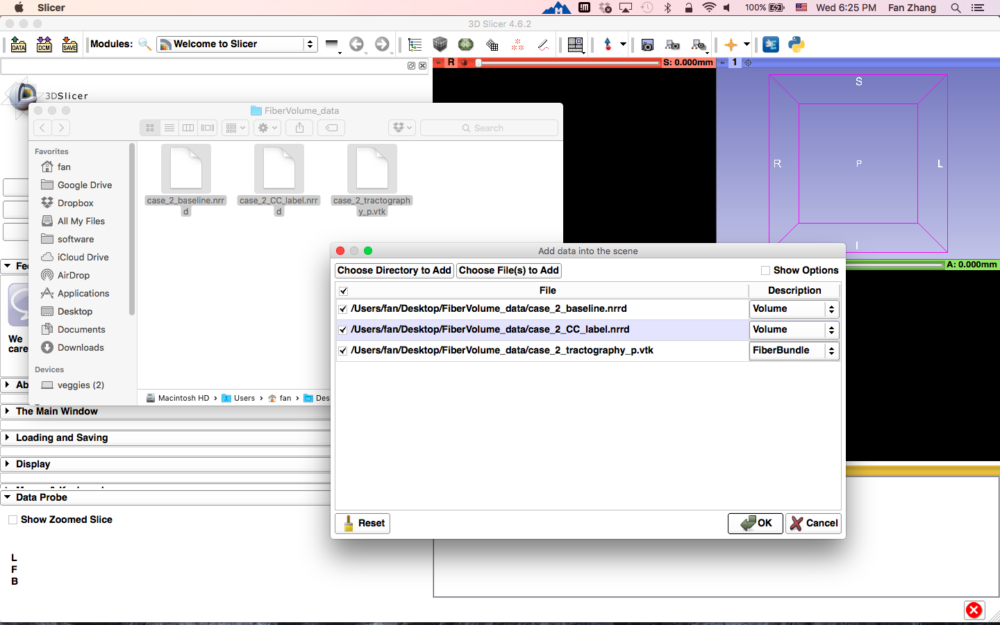 Slicer
100%
Wed 6:25 PM
Fan Zhang
3D Slicer 4.6.2
DATA
DCM
SAVE
Modules:
Welcome to Slicer
R
S: 0.000mm
1
3DSlicer
S
R
P
L
I
A: 0.000mm
FiberVolume_data
Search
Favorites
fan
Google Drive
Dropbox
All My Files
software
iCloud Drive
AirDrop
Applications
Desktop
Documents
Downloads
Devices
veggies (2)
case_2_baseline.nrr
d
case_2_CC_label.nrr
d
case_2_tractograph
y_p.vtk
Macintosh HD › Users › fan › Des
Add data into the scene
Choose Directory to Add
Choose File(s) to Add
Show Options
File
Description
/Users/fan/Desktop/FiberVolume_data/case_2_baseline.nrrd
Volume
/Users/fan/Desktop/FiberVolume_data/case_2_CC_label.nrrd
Volume
/Users/fan/Desktop/FiberVolume_data/case_2_tractography_p.vtk
FiberBundle
Reset
OK
Cancel
Fee
We
care
Ab
The Main Window
Loading and Saving
Display
Data Probe
Show Zoomed Slice
L
F
B